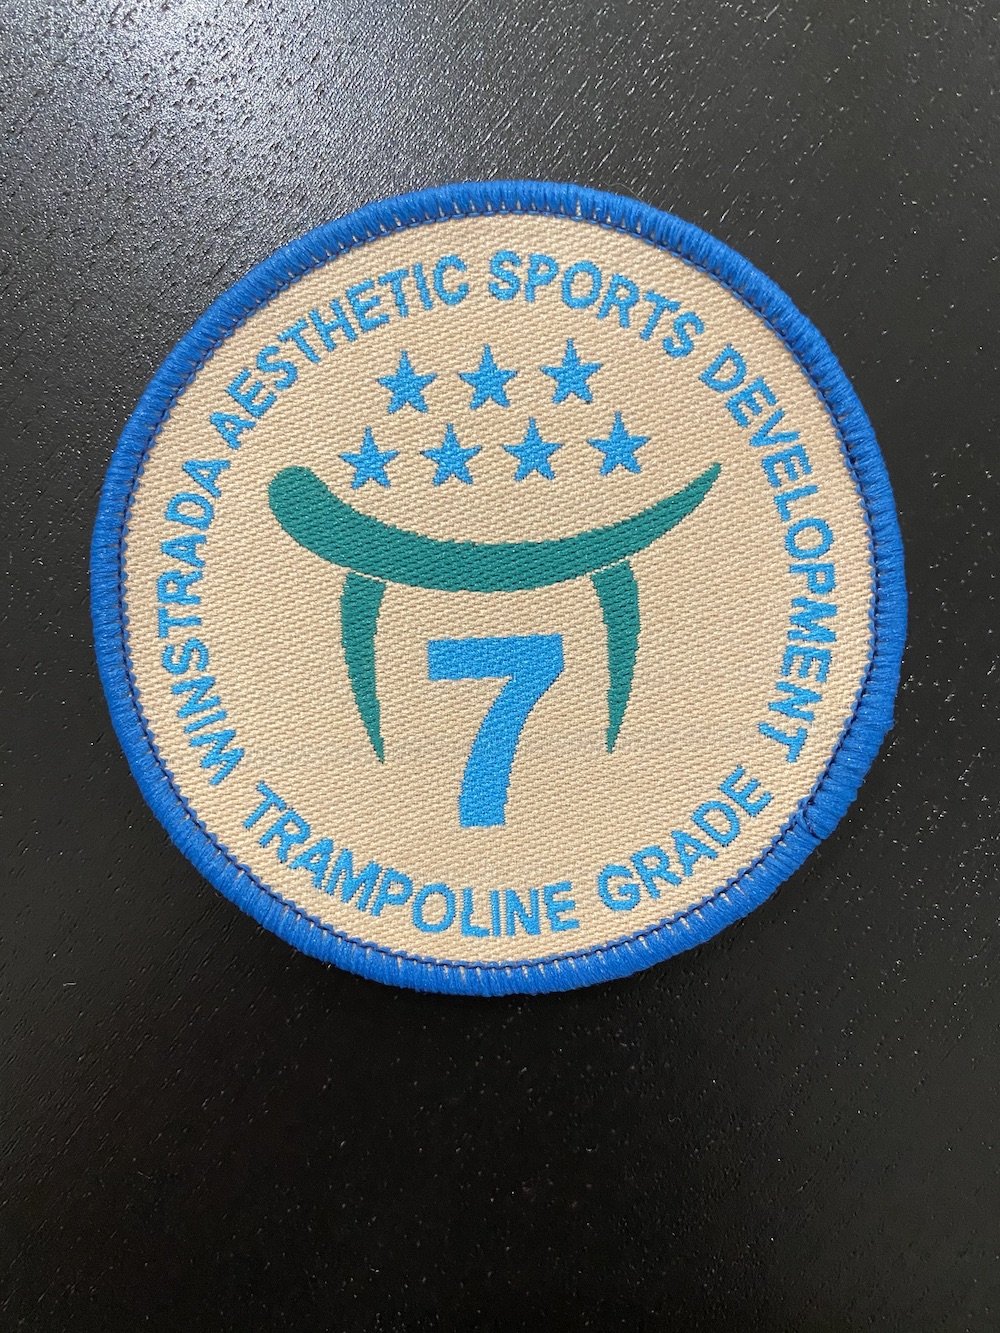 WINSTRADA AESTHETIC SPORTS DEVELOPMENT
7
TRAMPOLINE GRADE